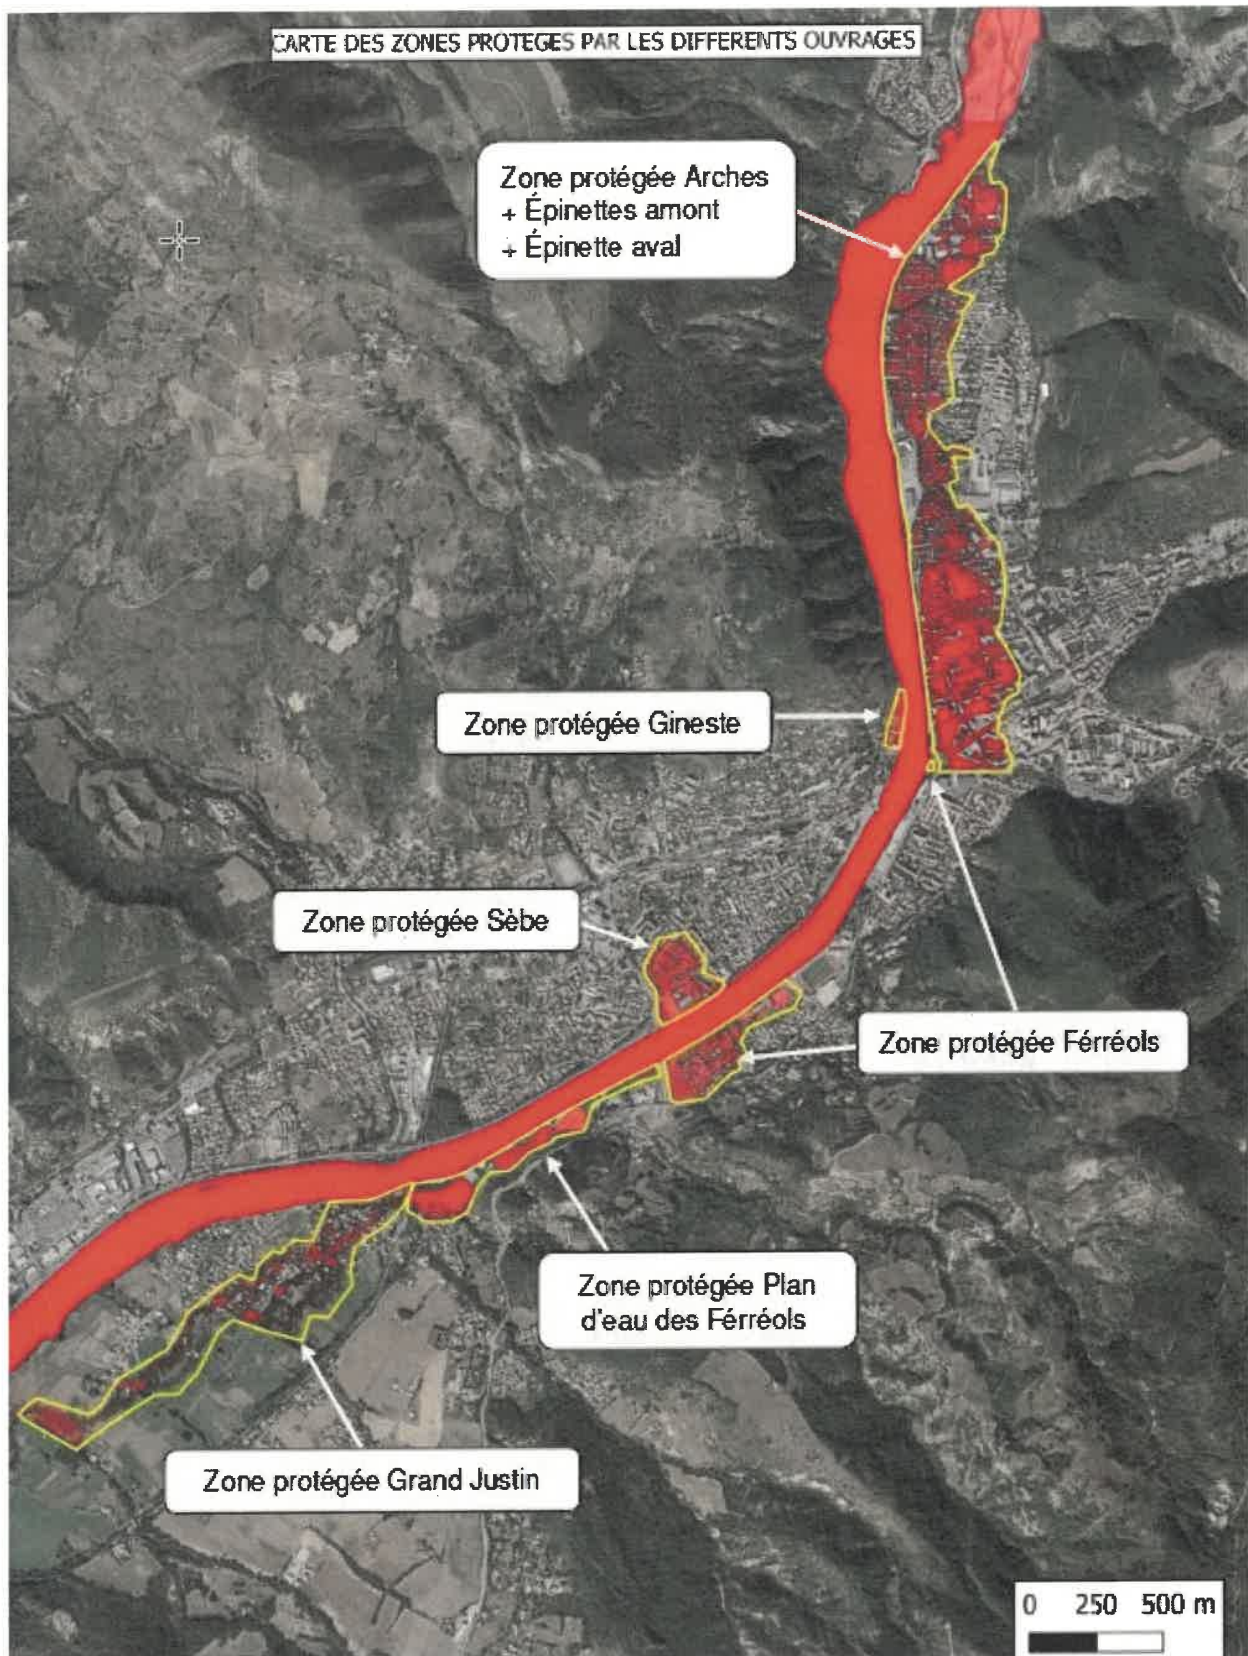 CARTE DES ZONES PROTEGES PAR LES DIFFERENTS OUVRAGES
Zone protégée Arches
+ Épinettes amont
+ Épinette aval
Zone protégée Gineste
Zone protégée Sèbe
Zone protégée Férréols
Zone protégée Plan
d'eau des Férréols
Zone protégée Grand Justin
0 250 500 m